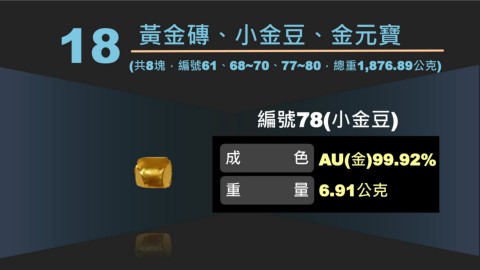 18
黃金磚、小金豆、金元寶
(共8塊，編號61、68~70、77~80，總重1,876.89公克)
編號78(小金豆)
成 色 AU(金)99.92%
重 量 6.91公克